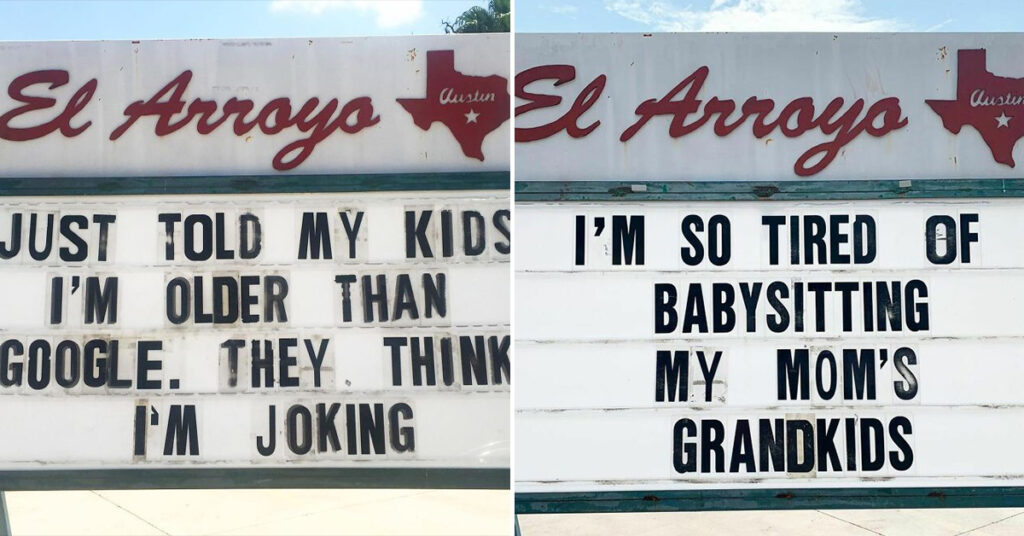 El Arroyo
Austin
JUST TOLD MY KIDS
I'M OLDER THAN
GOOGLE. THEY THINK
I'M JOKING
El Arroyo
Austin
I'M SO TIRED OF
BABYSITTING
MY MOM'S
GRANDKIDS